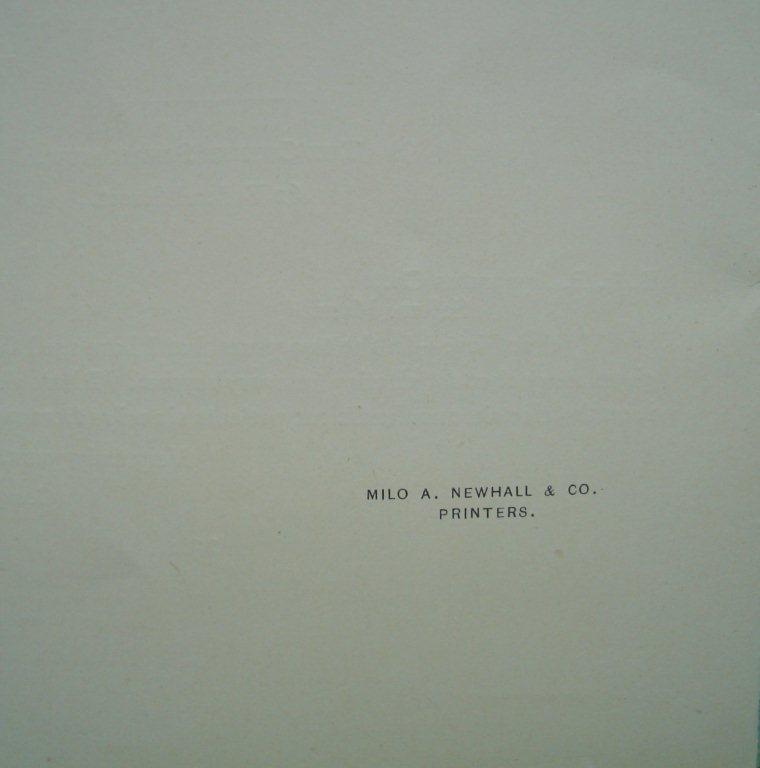 MILO A. NEWHALL & CO.
PRINTERS.